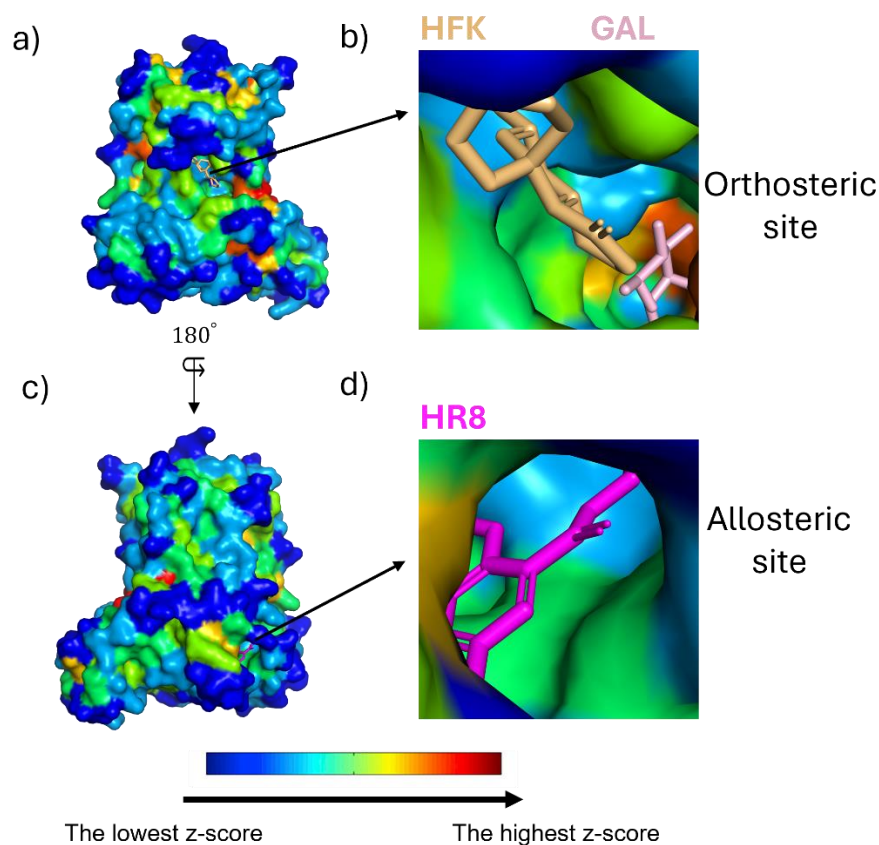 a)
b)
HFK GAL
Orthosteric
site
180°
c)
d)
HR8
Allosteric
site
The lowest z-score
The highest z-score